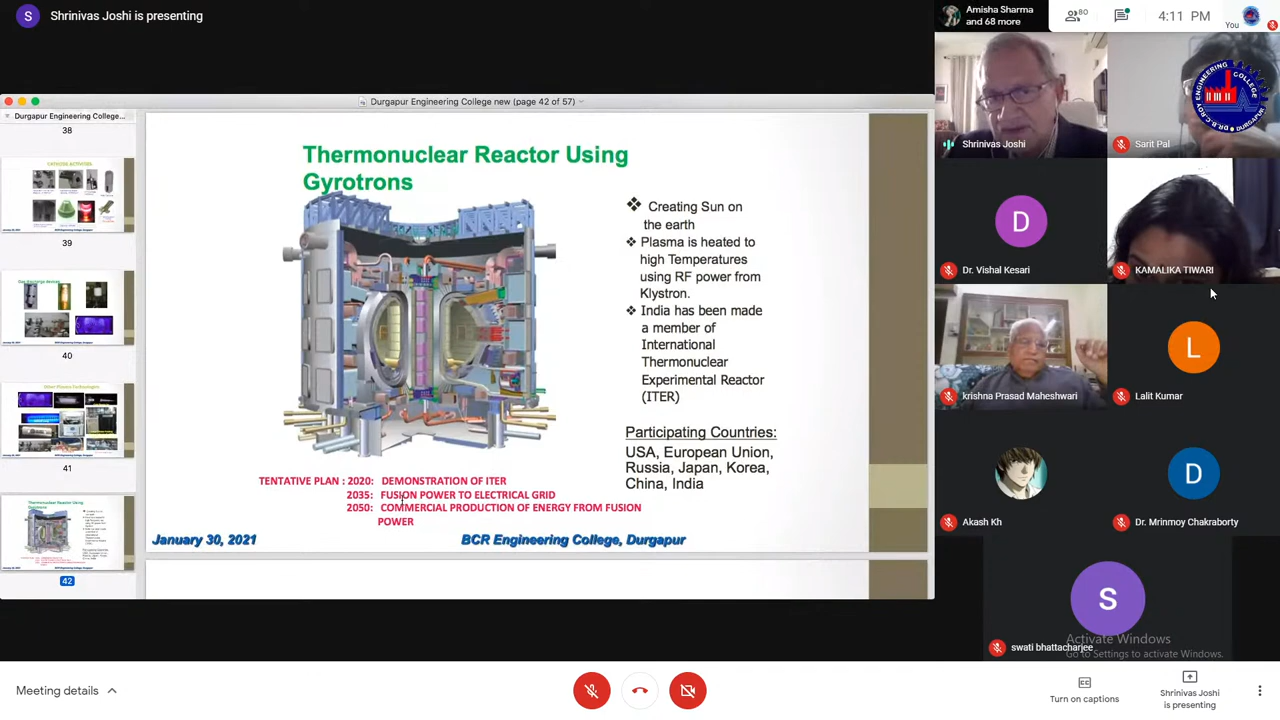 S
Shrinivas Joshi is presenting
Amisha Sharma
and 68 more
80
4:11 PM
You
Durgapur Engineering College new (page 42 of 57)
Durgapur Engineering College...
38
39
40
Other Plasma Technologies
41
42
Thermonuclear Reactor Using
Gyrotrons
❖ Creating Sun on
the earth
❖ Plasma is heated to
high Temperatures
using RF power from
Klystron.
❖ India has been made
a member of
International
Thermonuclear
Experimental Reactor
(ITER)
Participating Countries:
USA, European Union,
Russia, Japan, Korea,
China, India
TENTATIVE PLAN : 2020: DEMONSTRATION OF ITER
2035: FUSION POWER TO ELECTRICAL GRID
2050: COMMERCIAL PRODUCTION OF ENERGY FROM FUSION
POWER
January 30, 2021
BCR Engineering College, Durgapur
Shrinivas Joshi
Sarit Pal
D
Dr. Vishal Kesari
KAMALIKA TIWARI
krishna Prasad Maheshwari
L
Lalit Kumar
Akash Kh
D
Dr. Mrinmoy Chakraborty
S
swati bhattacharjee
Activate Windows
Go to Settings to activate Windows.
Meeting details
CC
Turn on captions
Shrinivas Joshi
is presenting